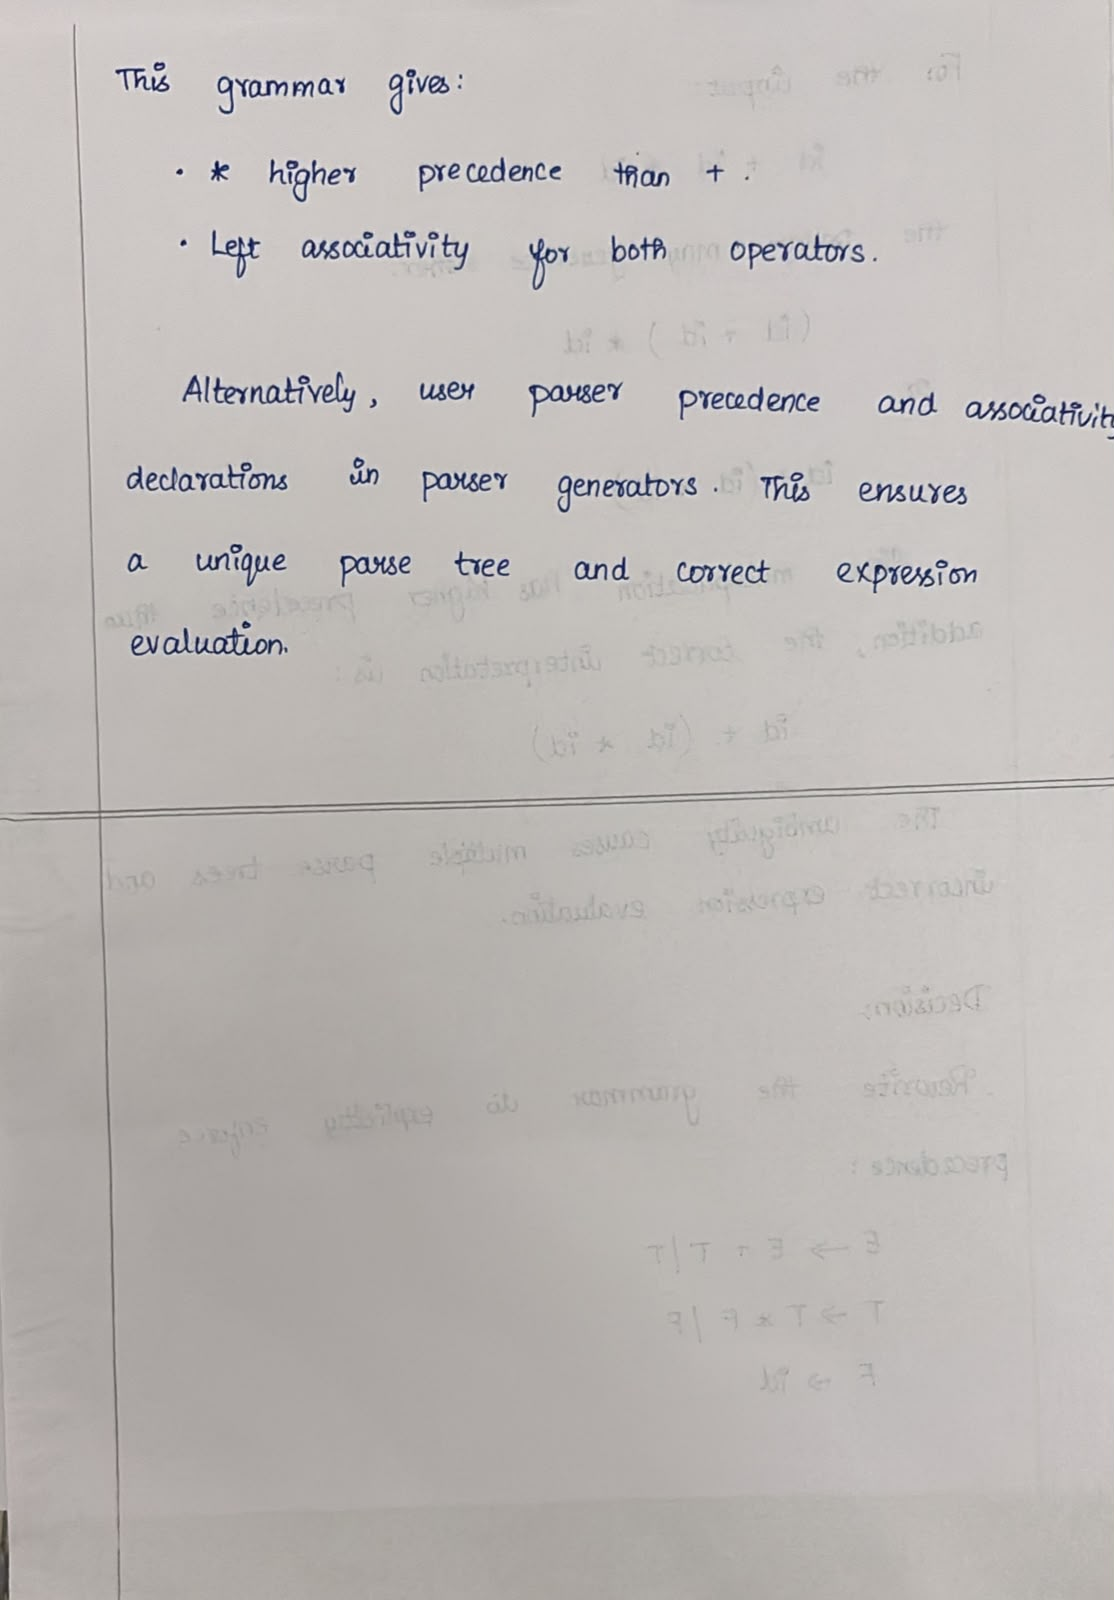 This grammar gives:
• * higher precedence than + .
• Left associativity for both operators.
Alternatively, user parser precedence and associativity
declarations in parser generators. This ensures
a unique parse tree and correct expression
evaluation.